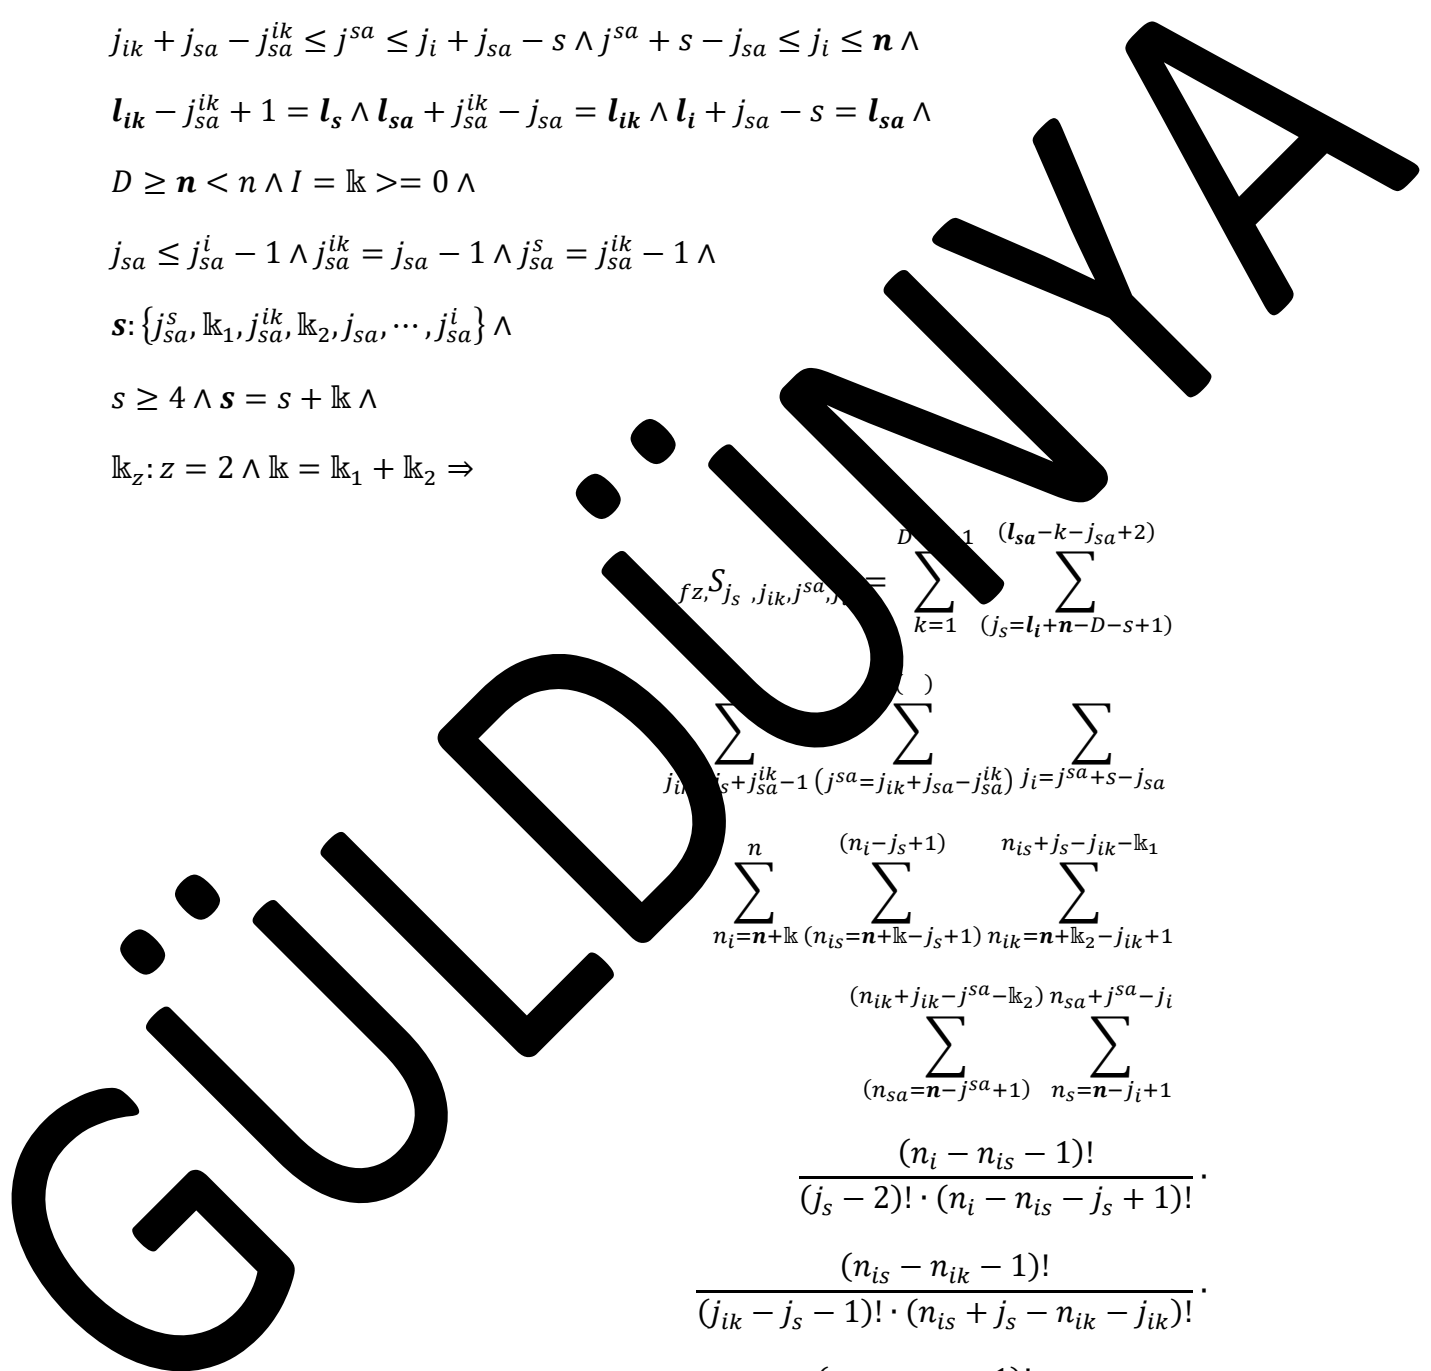 j_{ik} + j_{sa} − j_{sa}^{ik} ≤ j^{sa} ≤ j_i + j_{sa} − s ∧ j^{sa} + s − j_{sa} ≤ j_i ≤ 𝒏 ∧
𝒍_{𝒊𝒌} − j_{sa}^{ik} + 1 = 𝒍_𝒔 ∧ 𝒍_{𝒔𝒂} + j_{sa}^{ik} − j_{sa} = 𝒍_{𝒊𝒌} ∧ 𝒍_𝒊 + j_{sa} − s = 𝒍_{𝒔𝒂} ∧
D ≥ 𝒏 < n ∧ I = 𝕜 >= 0 ∧
j_{sa} ≤ j_{sa}^{i} − 1 ∧ j_{sa}^{ik} = j_{sa} − 1 ∧ j_{sa}^{s} = j_{sa}^{ik} − 1 ∧
𝒔: {j_{sa}^{s}, 𝕜_1, j_{sa}^{ik}, 𝕜_2, j_{sa}, ⋯ , j_{sa}^{i}} ∧
s ≥ 4 ∧ 𝒔 = s + 𝕜 ∧
𝕜_z: z = 2 ∧ 𝕜 = 𝕜_1 + 𝕜_2 ⇒
(𝒍_{𝒔𝒂}−k−j_{sa}+2)
_{fz,}S_{j_s ,j_{ik},j^{sa},} = ∑ ∑
k=1 (j_s=𝒍_𝒊+𝒏−D−s+1)
( )
∑ ∑ ∑
s+j_{sa}^{ik}−1 (j^{sa}=j_{ik}+j_{sa}−j_{sa}^{ik}) j_i=j^{sa}+s−j_{sa}
n (n_i−j_s+1) n_{is}+j_s−j_{ik}−𝕜_1
∑ ∑ ∑
n_i=𝒏+𝕜 (n_{is}=𝒏+𝕜−j_s+1) n_{ik}=𝒏+𝕜_2−j_{ik}+1
(n_{ik}+j_{ik}−j^{sa}−𝕜_2) n_{sa}+j^{sa}−j_i
∑ ∑
(n_{sa}=𝒏−j^{sa}+1) n_s=𝒏−j_i+1
(n_i − n_{is} − 1)!
(j_s − 2)! · (n_i − n_{is} − j_s + 1)! ·
(n_{is} − n_{ik} − 1)!
(j_{ik} − j_s − 1)! · (n_{is} + j_s − n_{ik} − j_{ik})! ·
GÜLDÜNYA